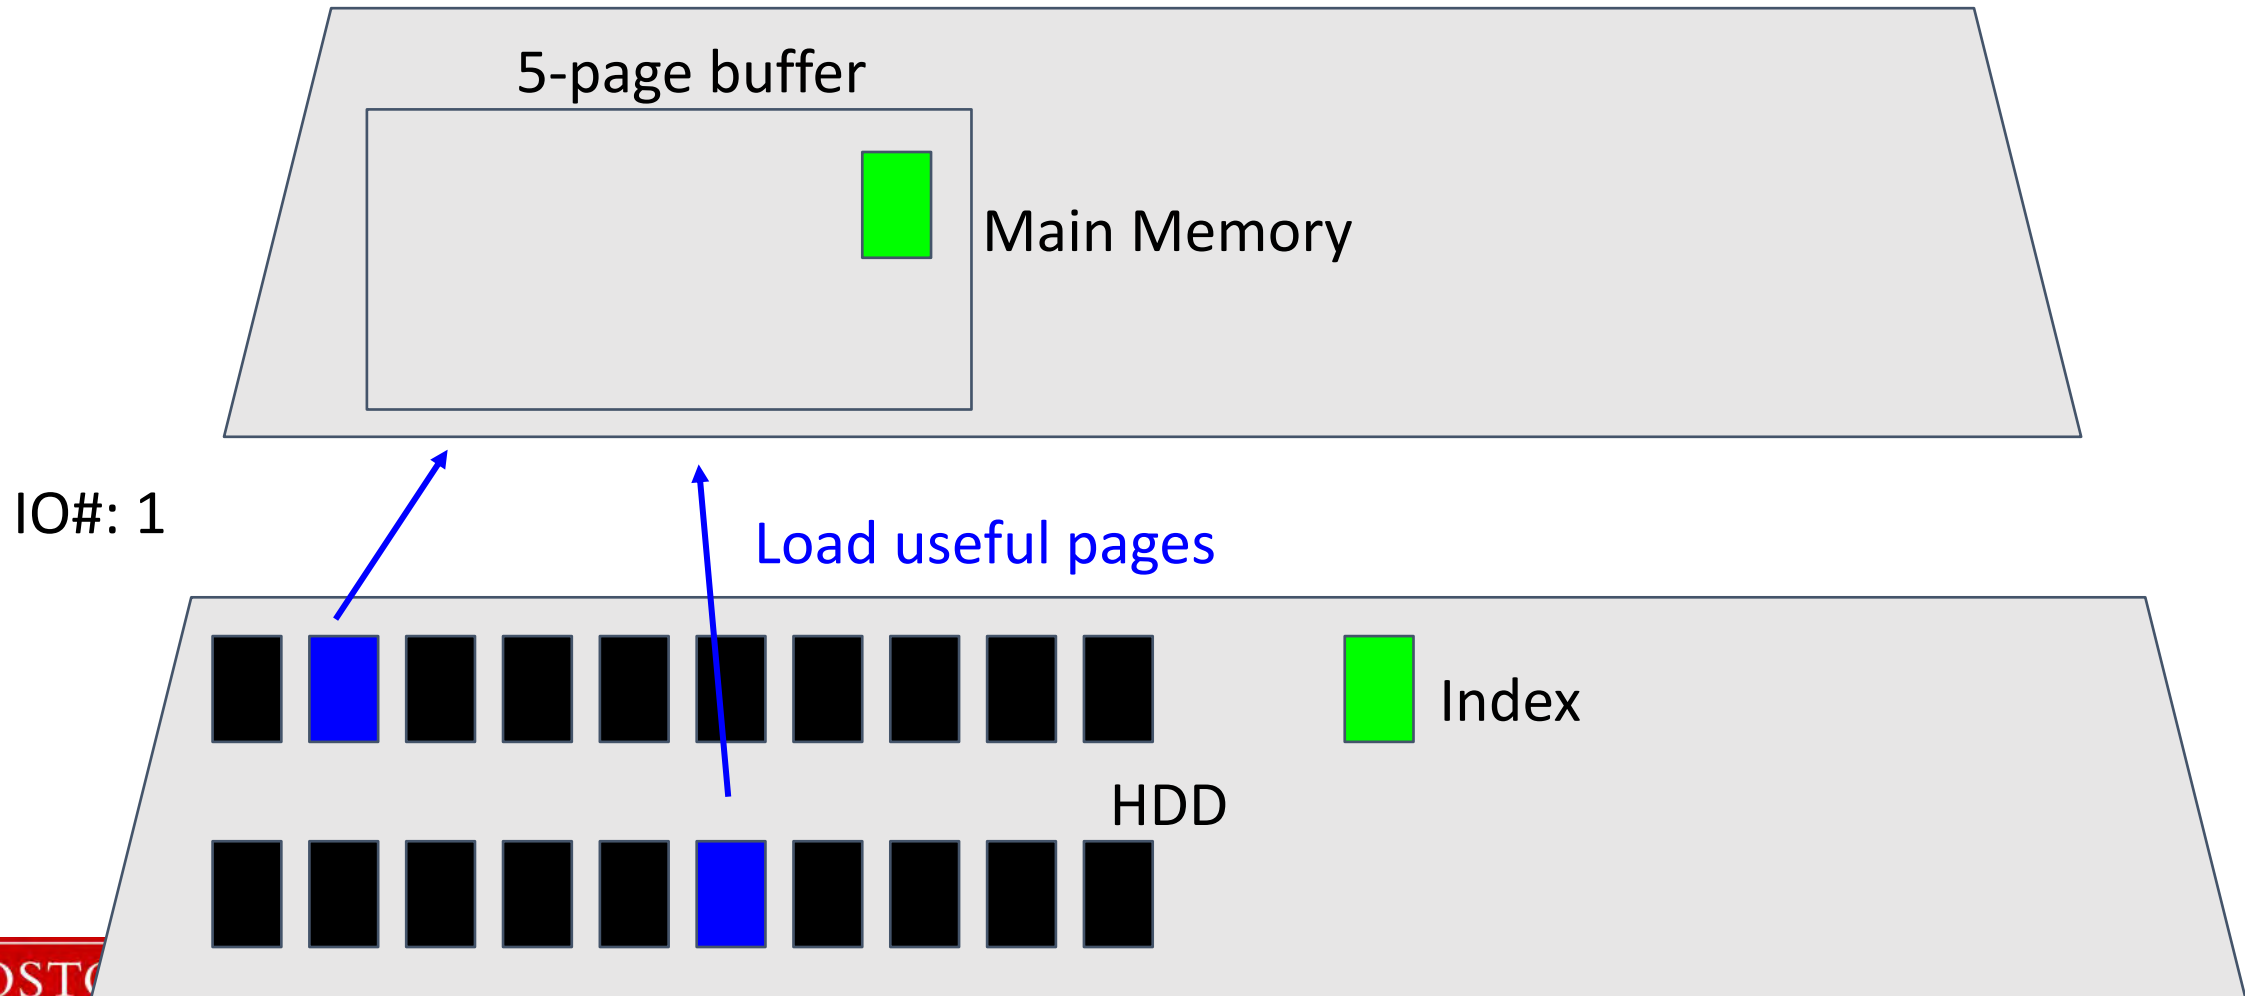 5-page buffer
Main Memory
IO#: 1
Load useful pages
Index
HDD